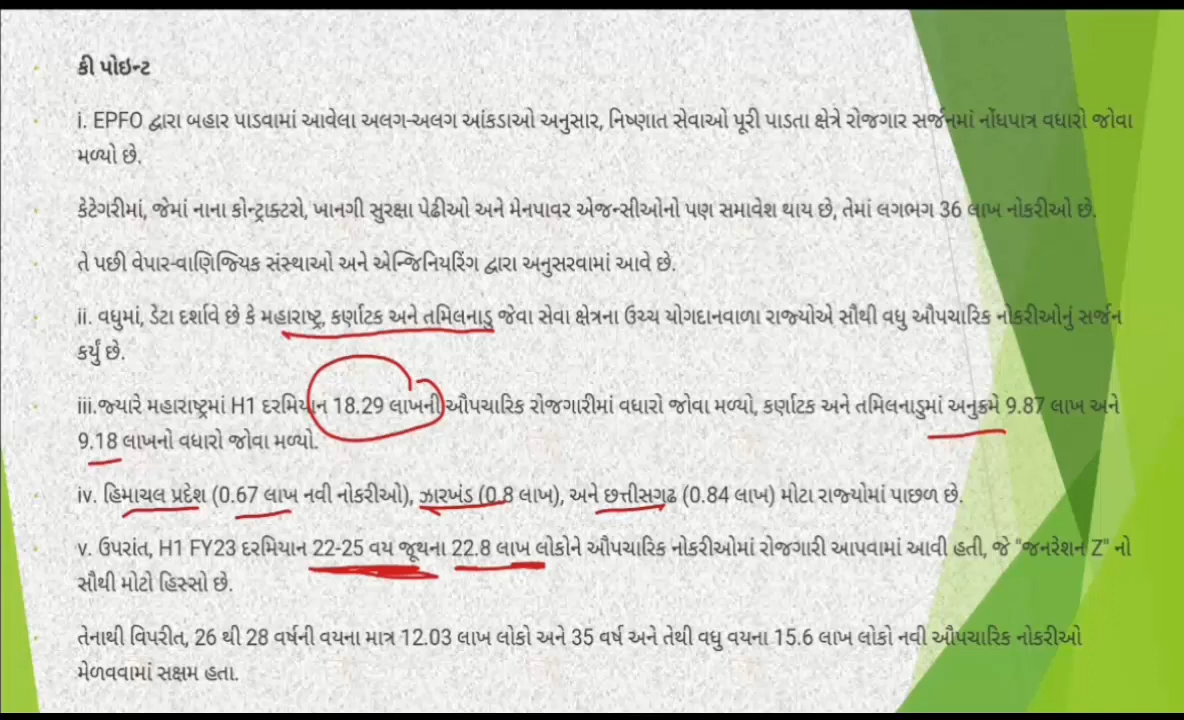 કી પોઇન્ટ
i. EPFO દ્વારા બહાર પાડવામાં આવેલા અલગ-અલગ આંકડાઓ અનુસાર, નિષ્ણાત સેવાઓ પૂરી પાડતા ક્ષેત્રે રોજગાર સર્જનમાં નોંધપાત્ર વધારો જોવા
મળ્યો છે.
કેટેગરીમાં, જેમાં નાના કોન્ટ્રાક્ટરો, ખાનગી સુરક્ષા પેઢીઓ અને મેનપાવર એજન્સીઓનો પણ સમાવેશ થાય છે, તેમાં લગભગ 36 લાખ નોકરીઓ છે.
તે પછી વેપાર-વાણિજ્યિક સંસ્થાઓ અને એન્જિનિયરિંગ દ્વારા અનુસરવામાં આવે છે.
ii. વધુમાં, ડેટા દર્શાવે છે કે મહારાષ્ટ્ર, કર્ણાટક અને તમિલનાડુ જેવા સેવા ક્ષેત્રના ઉચ્ચ યોગદાનવાળા રાજ્યોએ સૌથી વધુ ઔપચારિક નોકરીઓનું સર્જન
કર્યું છે.
iii.જ્યારે મહારાષ્ટ્રમાં H1 દરમિયાન 18.29 લાખની ઔપચારિક રોજગારીમાં વધારો જોવા મળ્યો, કર્ણાટક અને તમિલનાડુમાં અનુક્રમે 9.87 લાખ અને
9.18 લાખનો વધારો જોવા મળ્યો.
iv. હિમાચલ પ્રદેશ (0.67 લાખ નવી નોકરીઓ), ઝારખંડ (0.8 લાખ), અને છત્તીસગઢ (0.84 લાખ) મોટા રાજ્યોમાં પાછળ છે.
v. ઉપરાંત, H1 FY23 દરમિયાન 22-25 વય જૂથના 22.8 લાખ લોકોને ઔપચારિક નોકરીઓમાં રોજગારી આપવામાં આવી હતી, જે "જનરેશન Z" નો
સૌથી મોટો હિસ્સો છે.
તેનાથી વિપરીત, 26 થી 28 વર્ષની વયના માત્ર 12.03 લાખ લોકો અને 35 વર્ષ અને તેથી વધુ વયના 15.6 લાખ લોકો નવી ઔપચારિક નોકરીઓ
મેળવવામાં સક્ષમ હતા.